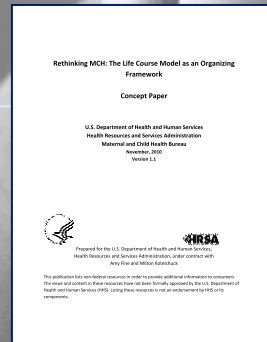 Rethinking MCH: The Life Course Model as an Organizing
Framework
Concept Paper
U.S. Department of Health and Human Services
Health Resources and Services Administration
Maternal and Child Health Bureau
November, 2010
Version 1.1
HRSA
Prepared for the U.S. Department of Health and Human Services,
Health Resources and Services Administration, under contract with
Amy Fine and Milton Kotelchuck
This publication lists non-federal resources in order to provide additional information to consumers.
The views and content in these resources have not been formally approved by the U.S. Department of
Health and Human Services (HHS). Listing these resources is not an endorsement by HHS or its
components.